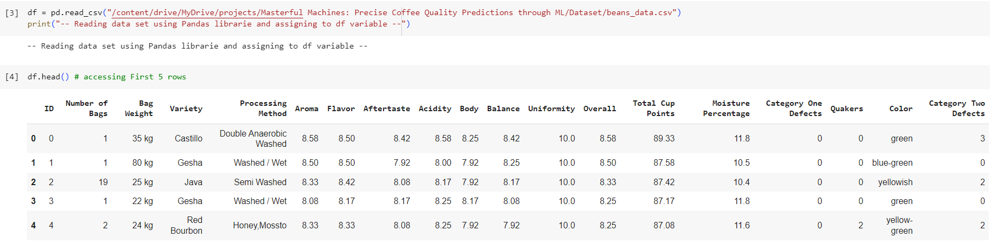 [3] df = pd.read_csv("/content/drive/MyDrive/projects/Masterful Machines: Precise Coffee Quality Predictions through ML/Dataset/beans_data.csv")
print("-- Reading data set using Pandas librarie and assigning to df variable --")
-- Reading data set using Pandas librarie and assigning to df variable --
[4] df.head() # accessing First 5 rows
ID Number of Bags Bag Weight Variety Processing Method Aroma Flavor Aftertaste Acidity Body Balance Uniformity Overall Total Cup Points Moisture Percentage Category One Defects Quakers Color Category Two Defects
0 0 1 35 kg Castillo Double Anaerobic Washed 8.58 8.50 8.42 8.58 8.25 8.42 10.0 8.58 89.33 11.8 0 0 green 3
1 1 1 80 kg Gesha Washed / Wet 8.50 8.50 7.92 8.00 7.92 8.25 10.0 8.50 87.58 10.5 0 0 blue-green 0
2 2 19 25 kg Java Semi Washed 8.33 8.42 8.08 8.17 7.92 8.17 10.0 8.33 87.42 10.4 0 0 yellowish 2
3 3 1 22 kg Gesha Washed / Wet 8.08 8.17 8.17 8.25 8.17 8.08 10.0 8.25 87.17 11.8 0 0 green 0
4 4 2 24 kg Red Bourbon Honey,Mossto 8.33 8.33 8.08 8.25 7.92 7.92 10.0 8.25 87.08 11.6 0 2 yellow-green 2